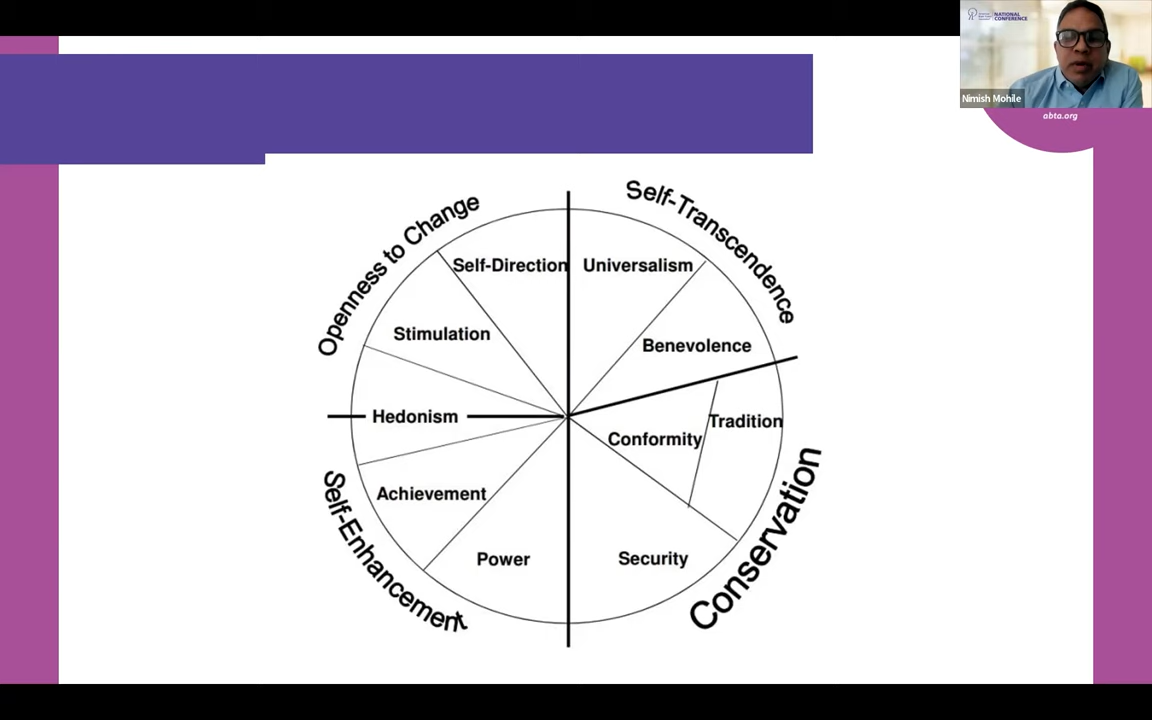 NATIONAL
CONFERENCE
Nimish Mohile
abta.org
Openness to Change
Self-Transcendence
Self-Direction
Universalism
Stimulation
Benevolence
Hedonism
Tradition
Conformity
Achievement
Power
Security
Self-Enhancement
Conservation